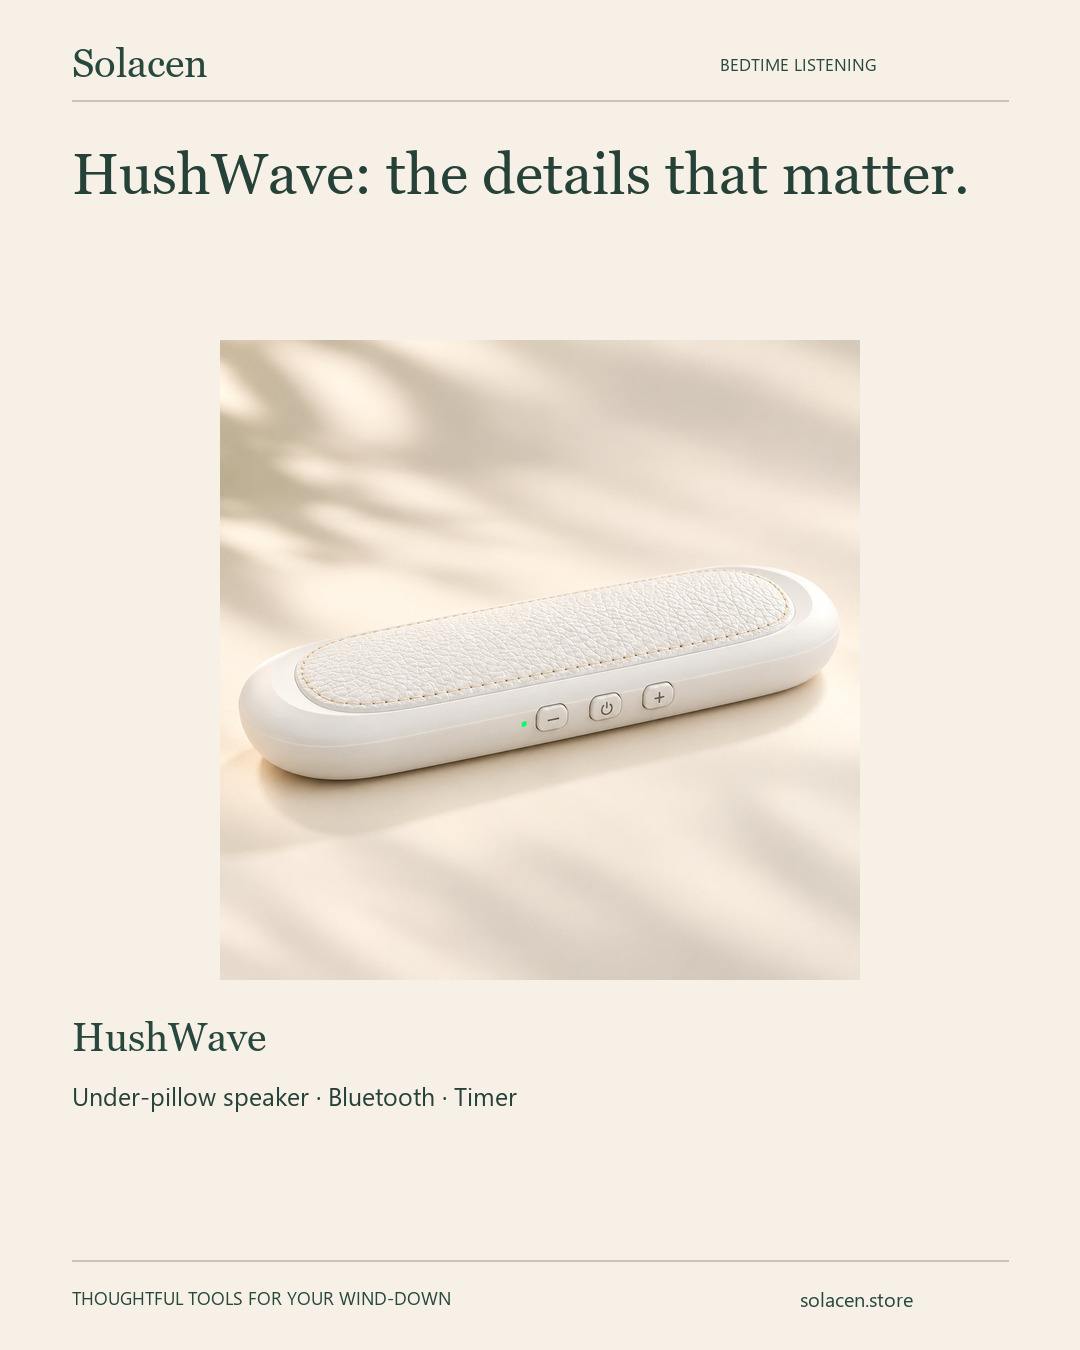 Solacen
BEDTIME LISTENING
HushWave: the details that matter.
HushWave
Under-pillow speaker · Bluetooth · Timer
THOUGHTFUL TOOLS FOR YOUR WIND-DOWN
solacen.store